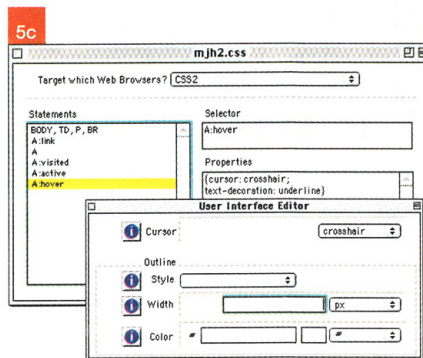 5c
mjh2.css
Target which Web Browsers? CSS2
Statements
BODY, TD, P, BR
A:link
A
A:visited
A:active
A:hover
Selector
A:hover
Properties
{cursor: crosshair;
text-decoration: underline}
User Interface Editor
Cursor crosshair
Outline
Style
Width px
Color # #